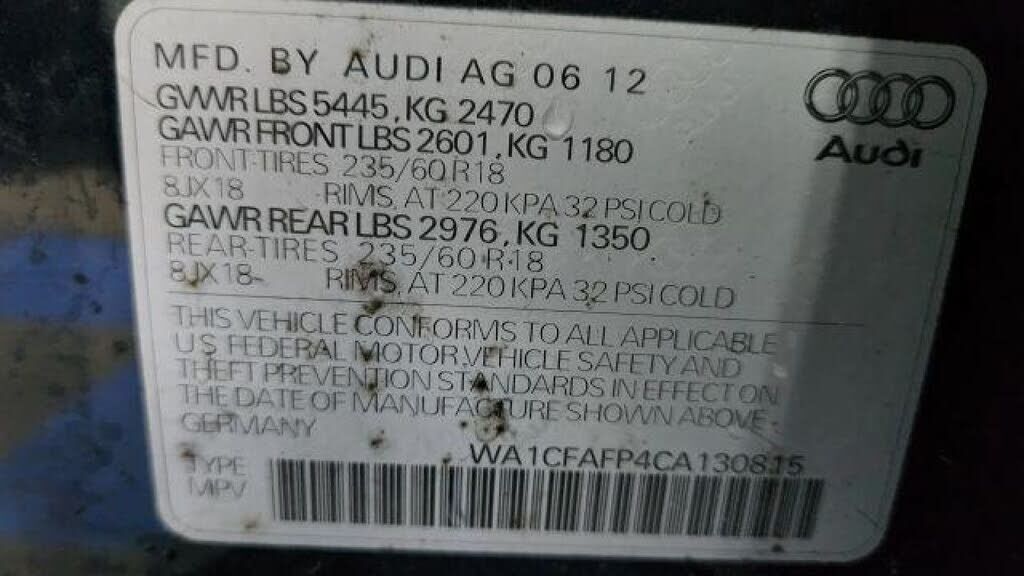 MFD. BY AUDI AG 06 12
GVWR LBS 5445, KG 2470
GAWR FRONT LBS 2601, KG 1180
FRONT-TIRES 235/60 R18
8JX18 RIMS, AT 220 KPA 32 PSI COLD
GAWR REAR LBS 2976, KG 1350
REAR-TIRES 235/60 R18
8JX18 RIMS, AT 220 KPA 32 PSI COLD
THIS VEHICLE CONFORMS TO ALL APPLICABLE
U.S. FEDERAL MOTOR VEHICLE SAFETY AND
THEFT PREVENTION STANDARDS IN EFFECT ON
THE DATE OF MANUFACTURE SHOWN ABOVE.
GERMANY
WA1CFAFP4CA130815
TYPE
MPV
Audi